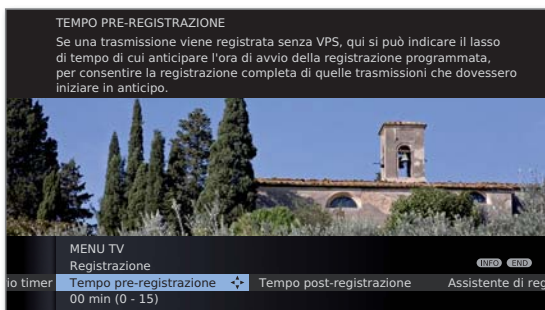 TEMPO PRE-REGISTRAZIONE
Se una trasmissione viene registrata senza VPS, qui si può indicare il lasso
di tempo di cui anticipare l'ora di avvio della registrazione programmata,
per consentire la registrazione completa di quelle trasmissioni che dovessero
iniziare in anticipo.
MENU TV
Registrazione
INFO END
io timer Tempo pre-registrazione Tempo post-registrazione Assistente di reg
00 min (0 - 15)